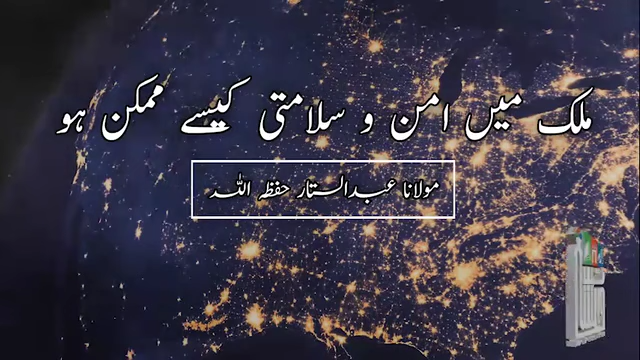 ملک میں امن و سلامتی کیسے ممکن ہو
مولانا عبدالستار حفظہ اللہ